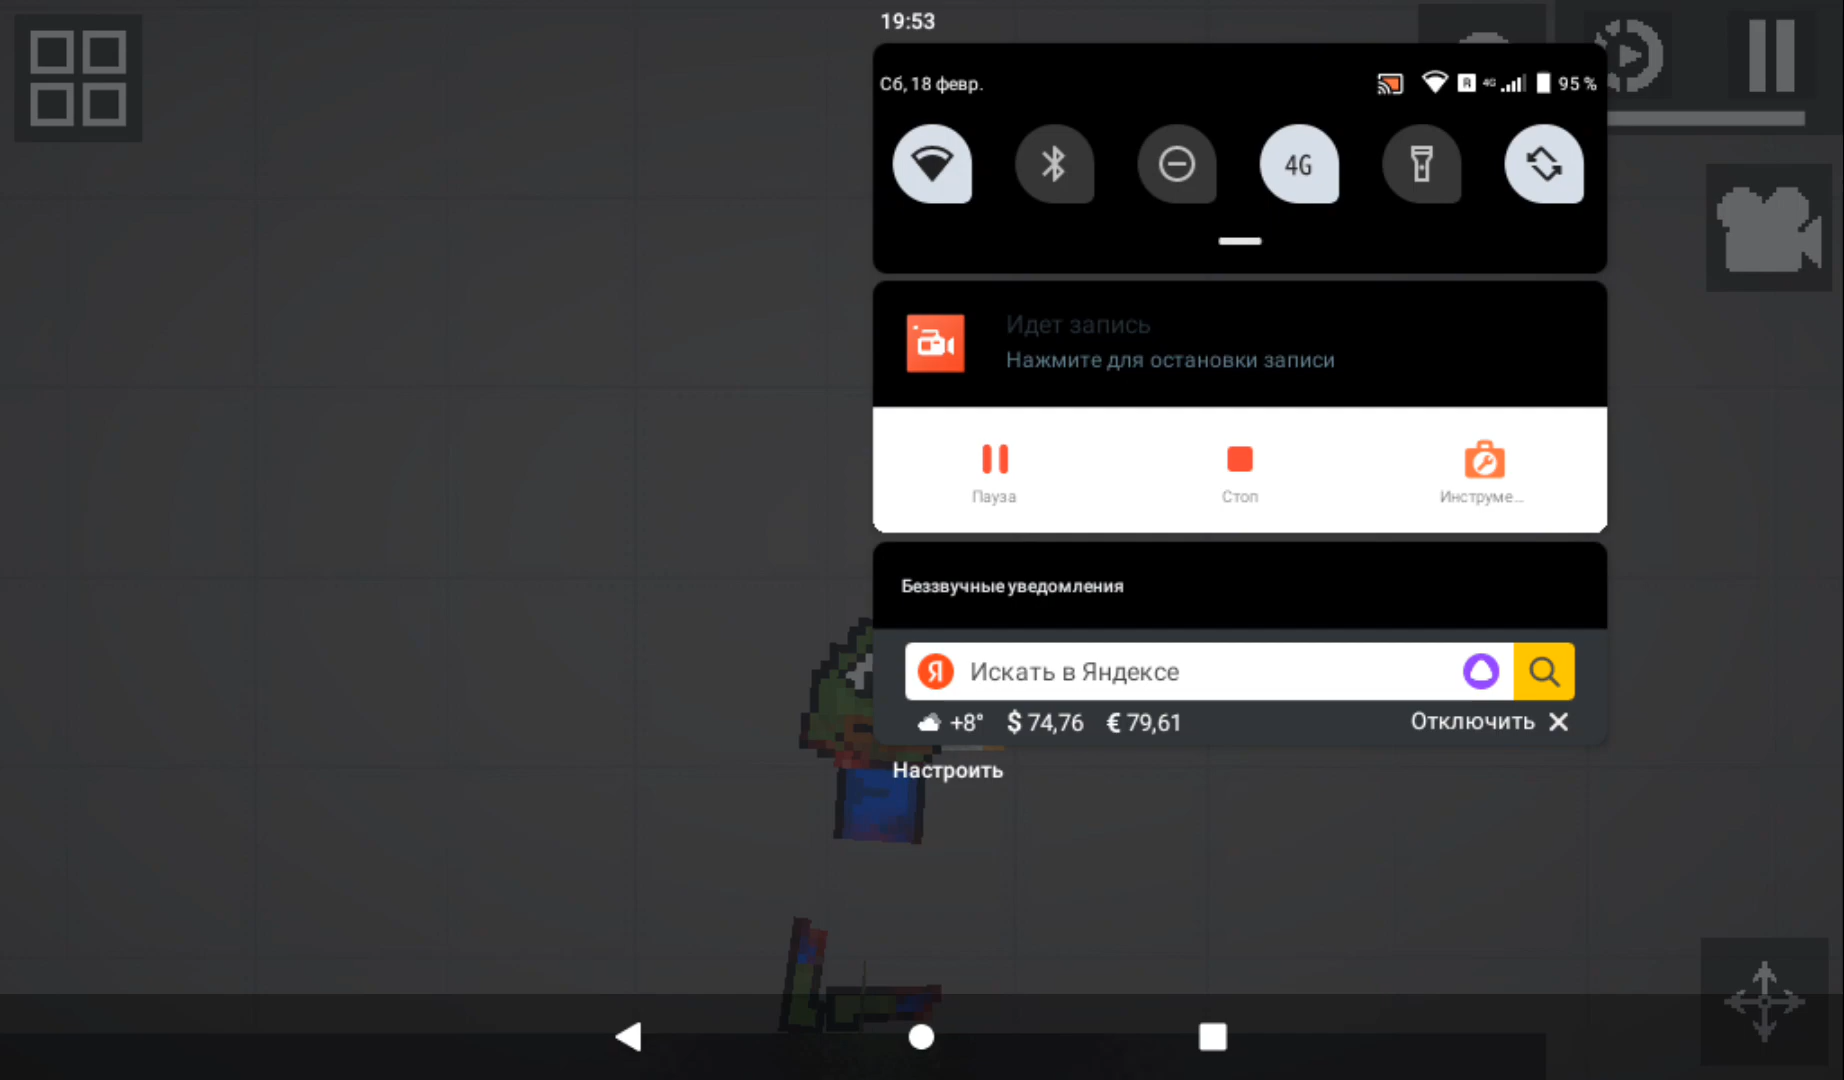 19:53
Сб, 18 февр.
R 4G 95 %
4G
Идет запись
Нажмите для остановки записи
Пауза Стоп Инструме...
Беззвучные уведомления
Я Искать в Яндексе
+8° $ 74,76 € 79,61 Отключить
Настроить